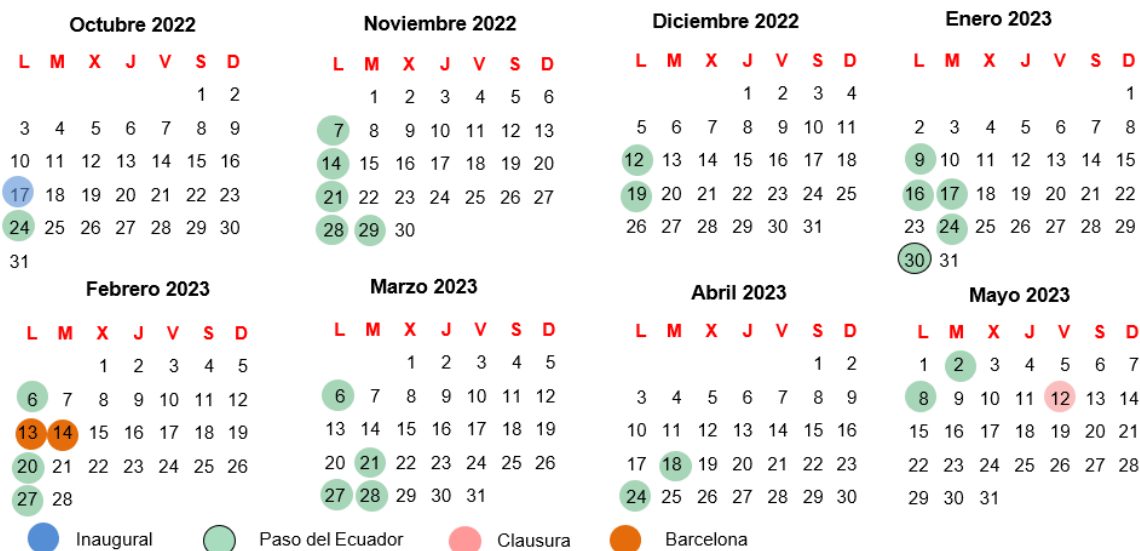 Octubre 2022
L M X J V S D
1 2
3 4 5 6 7 8 9
10 11 12 13 14 15 16
17 18 19 20 21 22 23
24 25 26 27 28 29 30
31
Noviembre 2022
L M X J V S D
1 2 3 4 5 6
7 8 9 10 11 12 13
14 15 16 17 18 19 20
21 22 23 24 25 26 27
28 29 30
Diciembre 2022
L M X J V S D
1 2 3 4
5 6 7 8 9 10 11
12 13 14 15 16 17 18
19 20 21 22 23 24 25
26 27 28 29 30 31
Enero 2023
L M X J V S D
1
2 3 4 5 6 7 8
9 10 11 12 13 14 15
16 17 18 19 20 21 22
23 24 25 26 27 28 29
30 31
Febrero 2023
L M X J V S D
1 2 3 4 5
6 7 8 9 10 11 12
13 14 15 16 17 18 19
20 21 22 23 24 25 26
27 28
Marzo 2023
L M X J V S D
1 2 3 4 5
6 7 8 9 10 11 12
13 14 15 16 17 18 19
20 21 22 23 24 25 26
27 28 29 30 31
Abril 2023
L M X J V S D
1 2
3 4 5 6 7 8 9
10 11 12 13 14 15 16
17 18 19 20 21 22 23
24 25 26 27 28 29 30
Mayo 2023
L M X J V S D
1 2 3 4 5 6 7
8 9 10 11 12 13 14
15 16 17 18 19 20 21
22 23 24 25 26 27 28
29 30 31
Inaugural Paso del Ecuador Clausura Barcelona